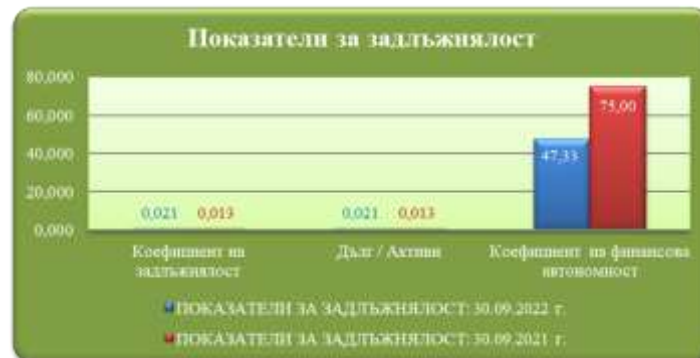 Показатели за задлъжнялост
80,000
60,000
40,000
20,000
0,000
75,00
47,33
0,021 0,013 0,021 0,013
Коефициент на задлъжнялост
Дълг / Активи
Коефициент на финансова автономност
ПОКАЗАТЕЛИ ЗА ЗАДЛЪЖНЯЛОСТ: 30.09.2022 г.
ПОКАЗАТЕЛИ ЗА ЗАДЛЪЖНЯЛОСТ: 30.09.2021 г.